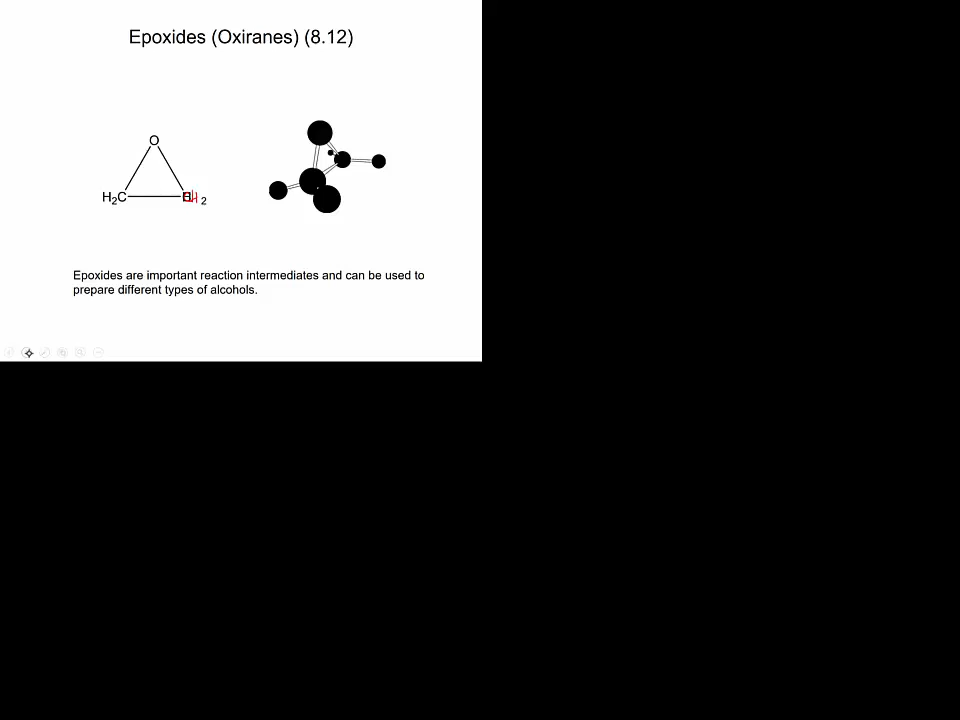 Epoxides (Oxiranes) (8.12)
O
H₂C
CH₂
Epoxides are important reaction intermediates and can be used to
prepare different types of alcohols.